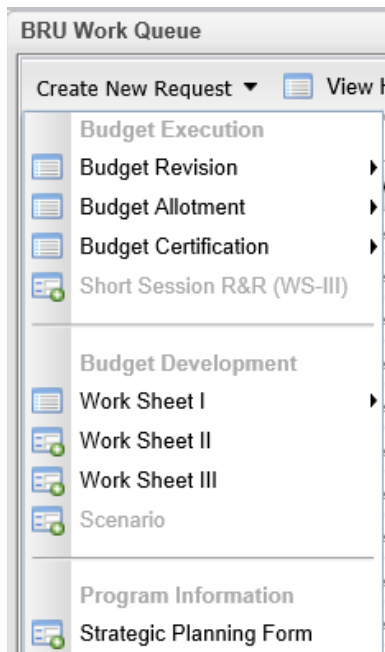 BRU Work Queue
Create New Request View
Budget Execution
Budget Revision
Budget Allotment
Budget Certification
Short Session R&R (WS-III)
Budget Development
Work Sheet I
Work Sheet II
Work Sheet III
Scenario
Program Information
Strategic Planning Form